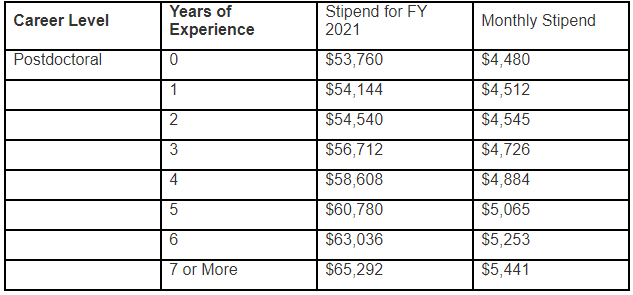 Career Level Years of Experience Stipend for FY 2021 Monthly Stipend
Postdoctoral 0 $53,760 $4,480
1 $54,144 $4,512
2 $54,540 $4,545
3 $56,712 $4,726
4 $58,608 $4,884
5 $60,780 $5,065
6 $63,036 $5,253
7 or More $65,292 $5,441